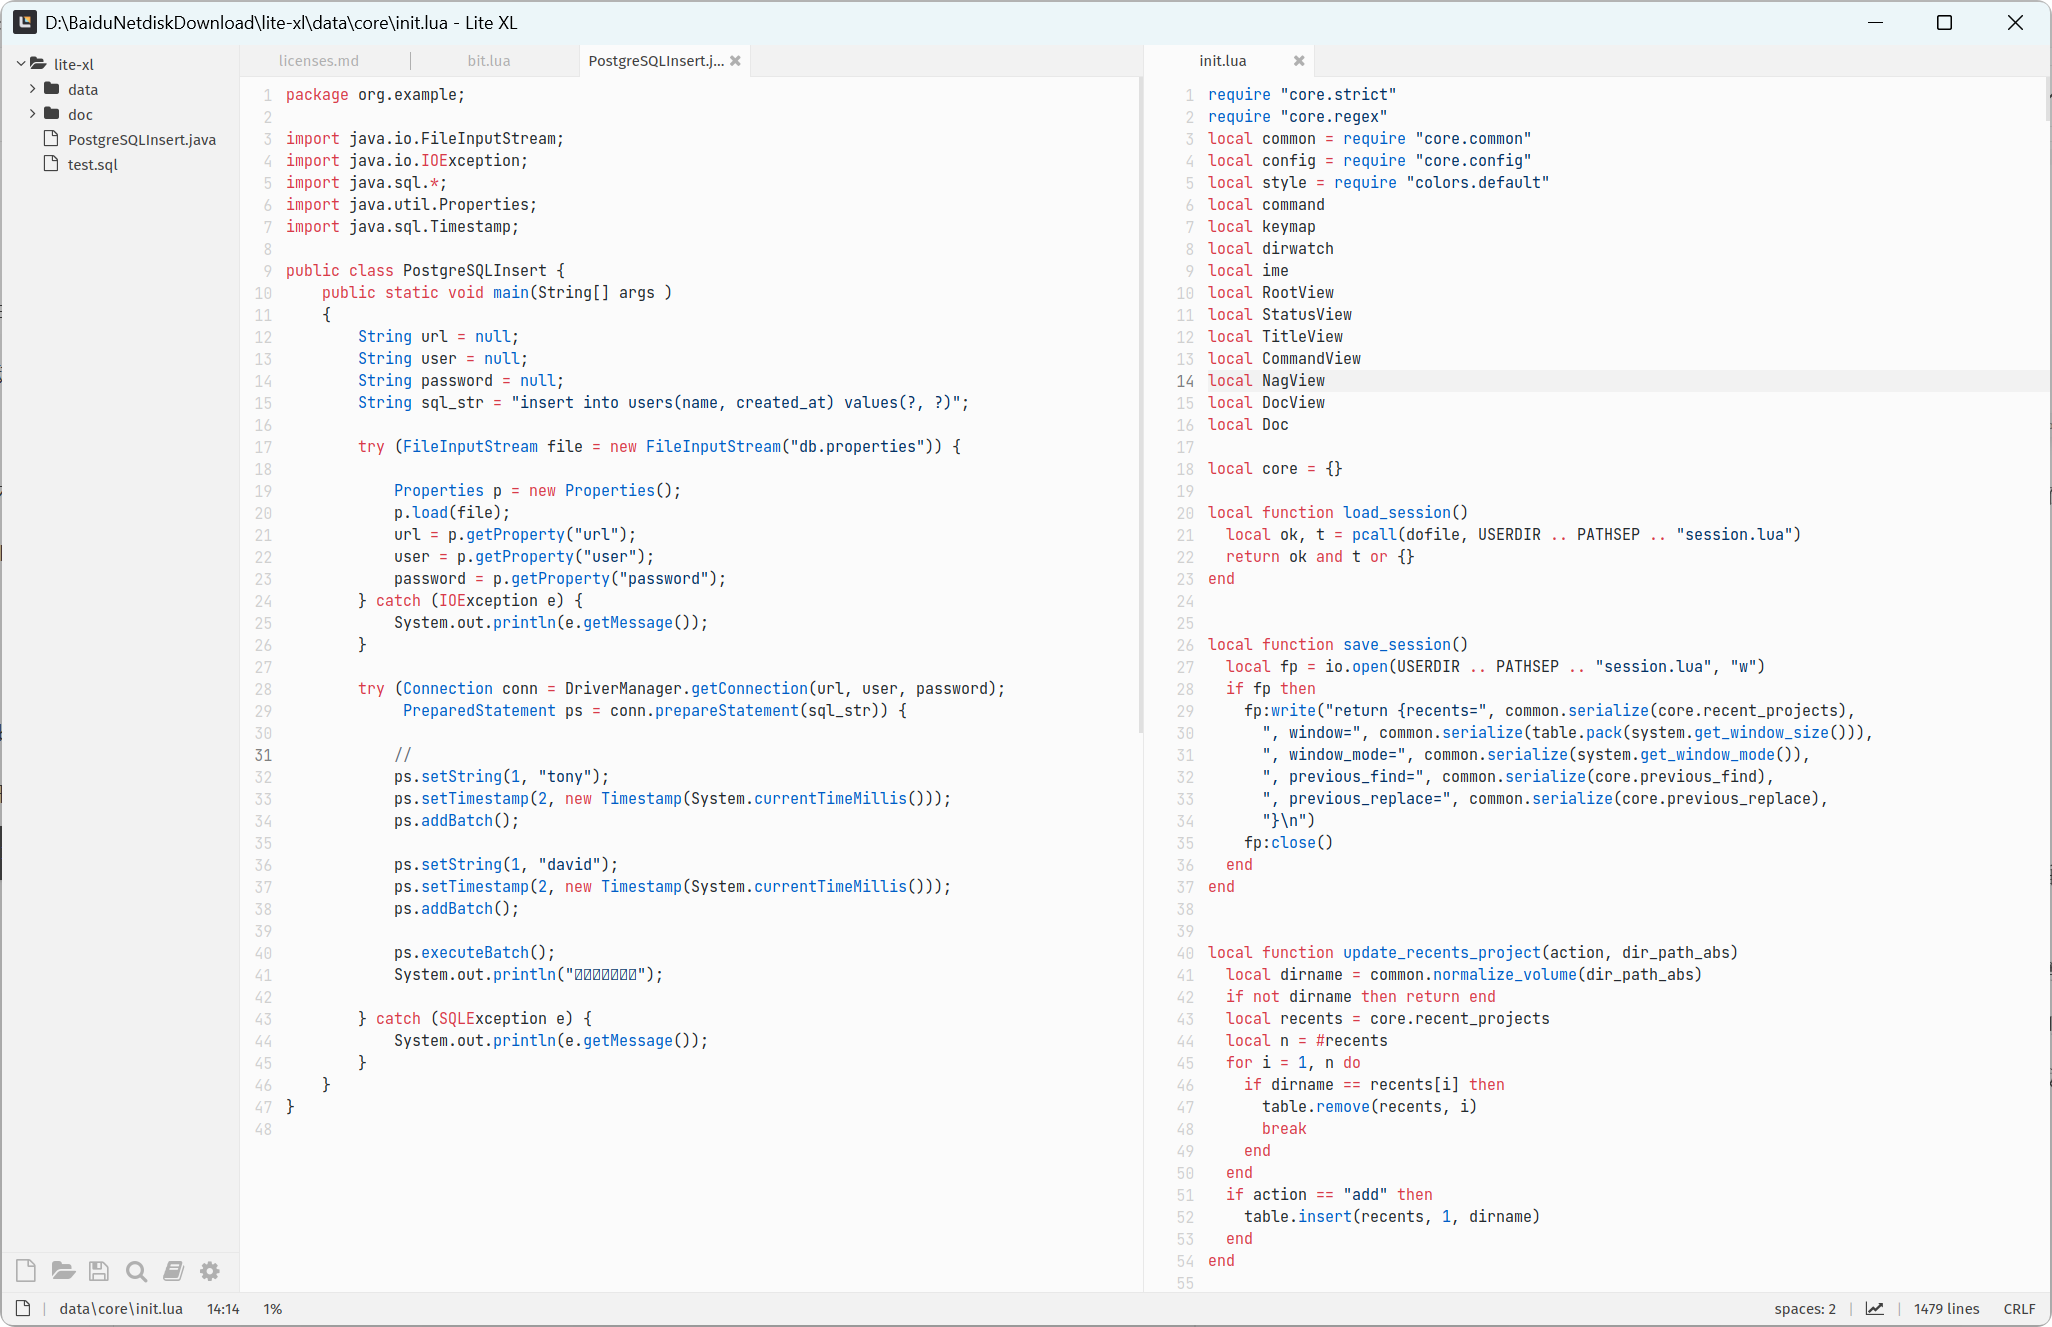 D:\BaiduNetdiskDownload\lite-xl\data\core\init.lua - Lite XL
lite-xl
data
doc
PostgreSQLInsert.java
test.sql
licenses.md
bit.lua
PostgreSQLInsert.j...
1 package org.example;
2
3 import java.io.FileInputStream;
4 import java.io.IOException;
5 import java.sql.*;
6 import java.util.Properties;
7 import java.sql.Timestamp;
8
9 public class PostgreSQLInsert {
10     public static void main(String[] args )
11     {
12         String url = null;
13         String user = null;
14         String password = null;
15         String sql_str = "insert into users(name, created_at) values(?, ?)";
16
17         try (FileInputStream file = new FileInputStream("db.properties")) {
18
19             Properties p = new Properties();
20             p.load(file);
21             url = p.getProperty("url");
22             user = p.getProperty("user");
23             password = p.getProperty("password");
24         } catch (IOException e) {
25             System.out.println(e.getMessage());
26         }
27
28         try (Connection conn = DriverManager.getConnection(url, user, password);
29              PreparedStatement ps = conn.prepareStatement(sql_str)) {
30
31             //
32             ps.setString(1, "tony");
33             ps.setTimestamp(2, new Timestamp(System.currentTimeMillis()));
34             ps.addBatch();
35
36             ps.setString(1, "david");
37             ps.setTimestamp(2, new Timestamp(System.currentTimeMillis()));
38             ps.addBatch();
39
40             ps.executeBatch();
41             System.out.println("");
42
43         } catch (SQLException e) {
44             System.out.println(e.getMessage());
45         }
46     }
47 }
48
init.lua
1 require "core.strict"
2 require "core.regex"
3 local common = require "core.common"
4 local config = require "core.config"
5 local style = require "colors.default"
6 local command
7 local keymap
8 local dirwatch
9 local ime
10 local RootView
11 local StatusView
12 local TitleView
13 local CommandView
14 local NagView
15 local DocView
16 local Doc
17
18 local core = {}
19
20 local function load_session()
21   local ok, t = pcall(dofile, USERDIR .. PATHSEP .. "session.lua")
22   return ok and t or {}
23 end
24
25
26 local function save_session()
27   local fp = io.open(USERDIR .. PATHSEP .. "session.lua", "w")
28   if fp then
29     fp:write("return {recents=", common.serialize(core.recent_projects),
30       ", window=", common.serialize(table.pack(system.get_window_size())),
31       ", window_mode=", common.serialize(system.get_window_mode()),
32       ", previous_find=", common.serialize(core.previous_find),
33       ", previous_replace=", common.serialize(core.previous_replace),
34       "}\n")
35     fp:close()
36   end
37 end
38
39
40 local function update_recents_project(action, dir_path_abs)
41   local dirname = common.normalize_volume(dir_path_abs)
42   if not dirname then return end
43   local recents = core.recent_projects
44   local n = #recents
45   for i = 1, n do
46     if dirname == recents[i] then
47       table.remove(recents, i)
48       break
49     end
50   end
51   if action == "add" then
52     table.insert(recents, 1, dirname)
53   end
54 end
55
data\core\init.lua 14:14 1%
spaces: 2 | 1479 lines CRLF